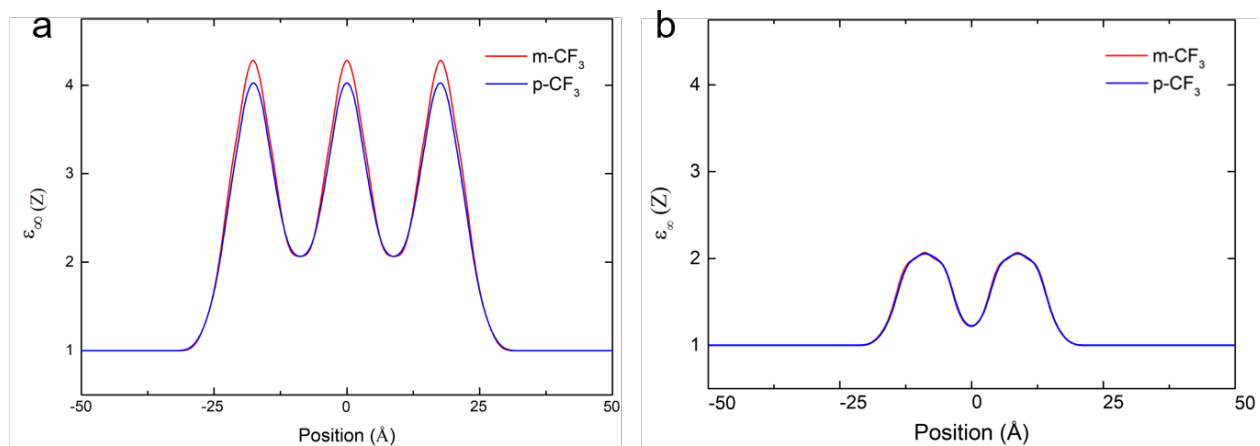 a
m-CF₃
p-CF₃
4
3
2
1
ε∞ (Z)
-50
-25
0
25
50
Position (Å)
b
m-CF₃
p-CF₃
4
3
2
1
ε∞ (Z)
-50
-25
0
25
50
Position (Å)